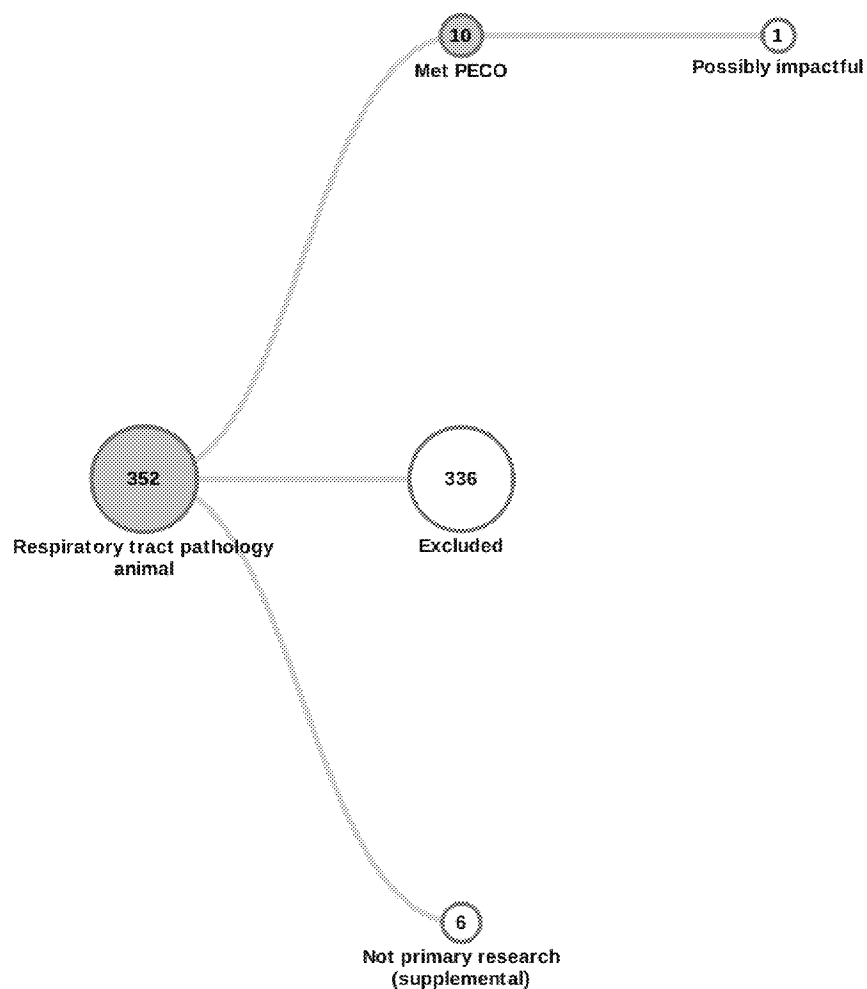 10
Met PECO
1
Possibly impactful
352
Respiratory tract pathology
animal
336
Excluded
6
Not primary research
(supplemental)